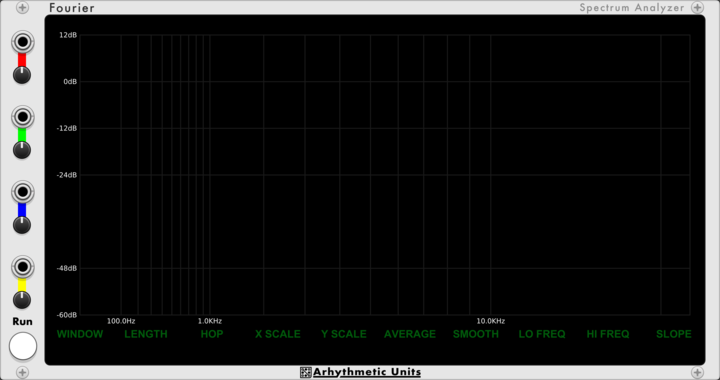 Fourier
Spectrum Analyzer
12dB
0dB
-12dB
-24dB
-48dB
-60dB
100.0Hz 1.0KHz 10.0KHz
WINDOW LENGTH HOP X SCALE Y SCALE AVERAGE SMOOTH LO FREQ HI FREQ SLOPE
Run
Arhythmetic Units